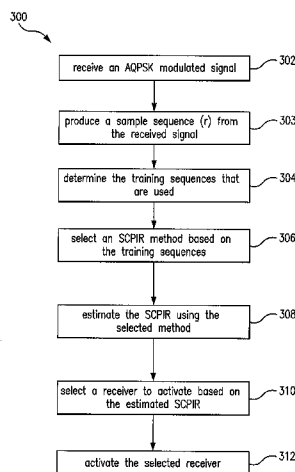 300
receive an AQPSK modulated signal
302
produce a sample sequence (r) from
the received signal
303
determine the training sequences that
are used
304
select an SCPIR method based on
the training sequences
306
estimate the SCPIR using the
selected method
308
select a receiver to activate based on
the estimated SCPIR
310
activate the selected receiver
312